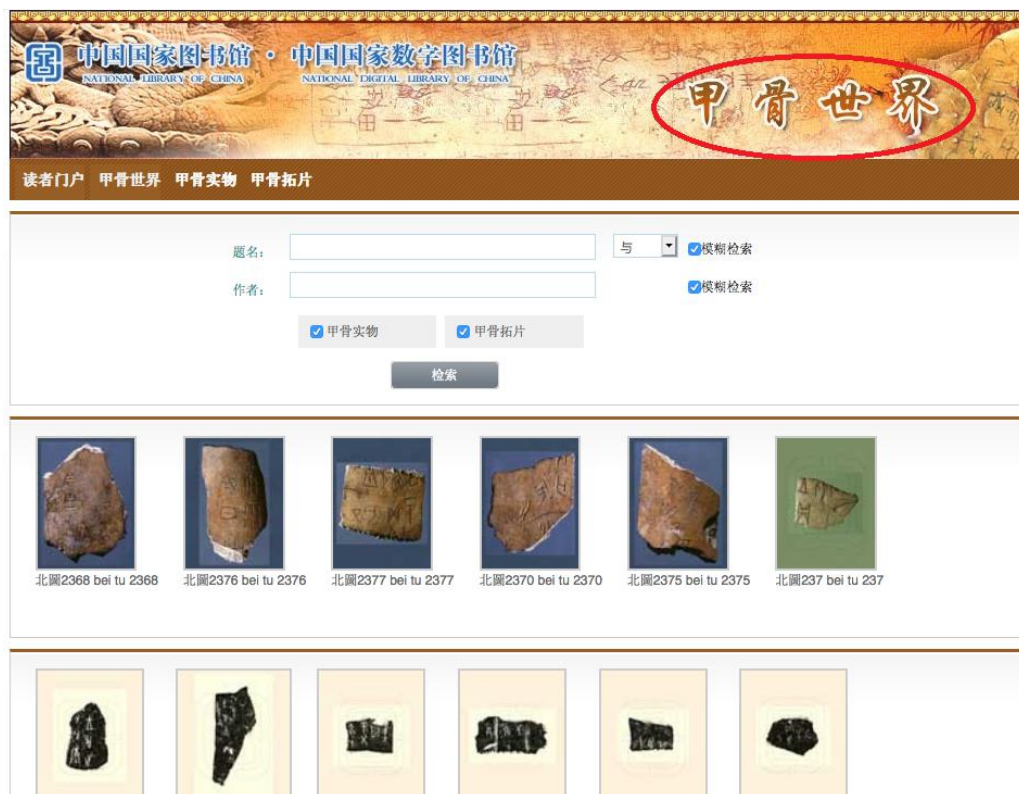 中国国家图书馆 · 中国国家数字图书馆
NATIONAL LIBRARY OF CHINA NATIONAL DIGITAL LIBRARY OF CHINA
甲骨世界
读者门户 甲骨世界 甲骨实物 甲骨拓片
题名： 与 模糊检索
作者： 模糊检索
甲骨实物 甲骨拓片
检索
北圖2368 bei tu 2368 北圖2376 bei tu 2376 北圖2377 bei tu 2377 北圖2370 bei tu 2370 北圖2375 bei tu 2375 北圖237 bei tu 237